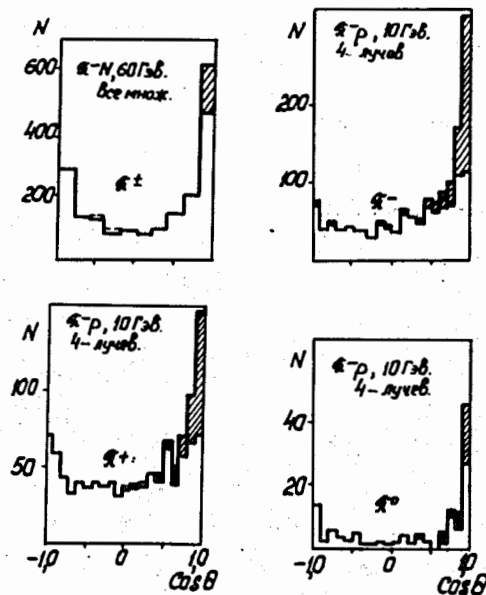 N
600
400
200
π⁻N, 60 Гэв.
все множ.
π±
N
200
100
π⁻p, 10 Гэв.
4-лучев
π⁻
N
100
50
π⁻p, 10 Гэв.
4-лучев.
π+
-1,0 0 1,0
Cos θ
N
40
20
π⁻p, 10 Гэв.
4-лучев.
π⁰
-1,0 0 1,0
Cos θ